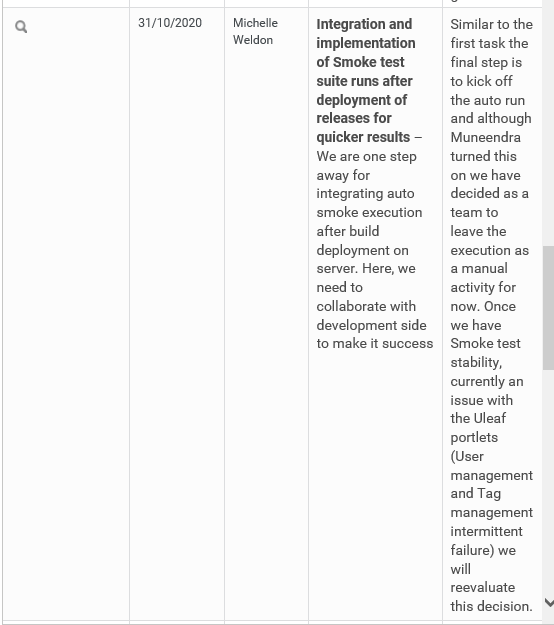 31/10/2020
Michelle
Weldon
Integration and
implementation
of Smoke test
suite runs after
deployment of
releases for
quicker results –
We are one step
away for
integrating auto
smoke execution
after build
deployment on
server. Here, we
need to
collaborate with
development side
to make it success
Similar to the
first task the
final step is
to kick off
the auto run
and although
Muneendra
turned this
on we have
decided as a
team to
leave the
execution as
a manual
activity for
now. Once
we have
Smoke test
stability,
currently an
issue with
the Uleaf
portlets
(User
management
and Tag
management
intermittent
failure) we
will
reevaluate
this decision.